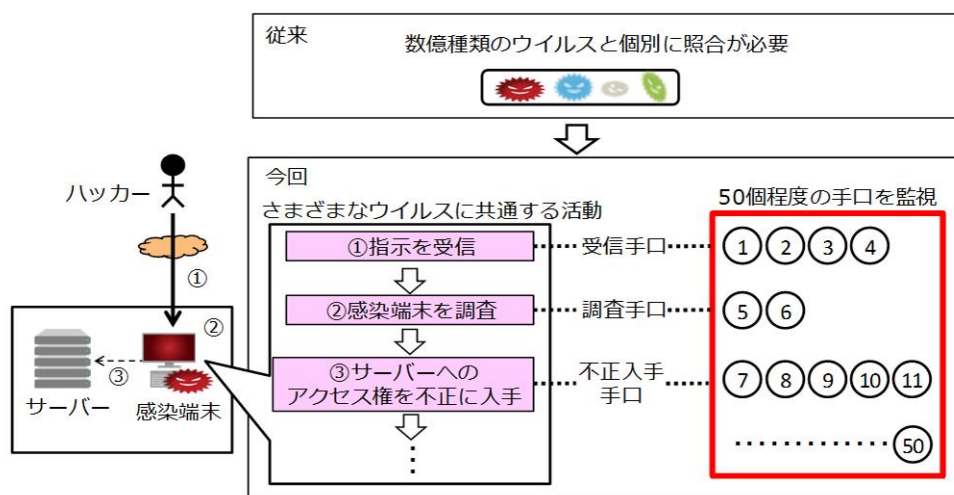 従来
数億種類のウイルスと個別に照合が必要
今回
さまざまなウイルスに共通する活動
50個程度の手口を監視
ハッカー
①
②
③
サーバー
感染端末
①指示を受信
受信手口
1 2 3 4
②感染端末を調査
調査手口
5 6
③サーバーへの
アクセス権を不正に入手
不正入手
手口
7 8 9 10 11
50